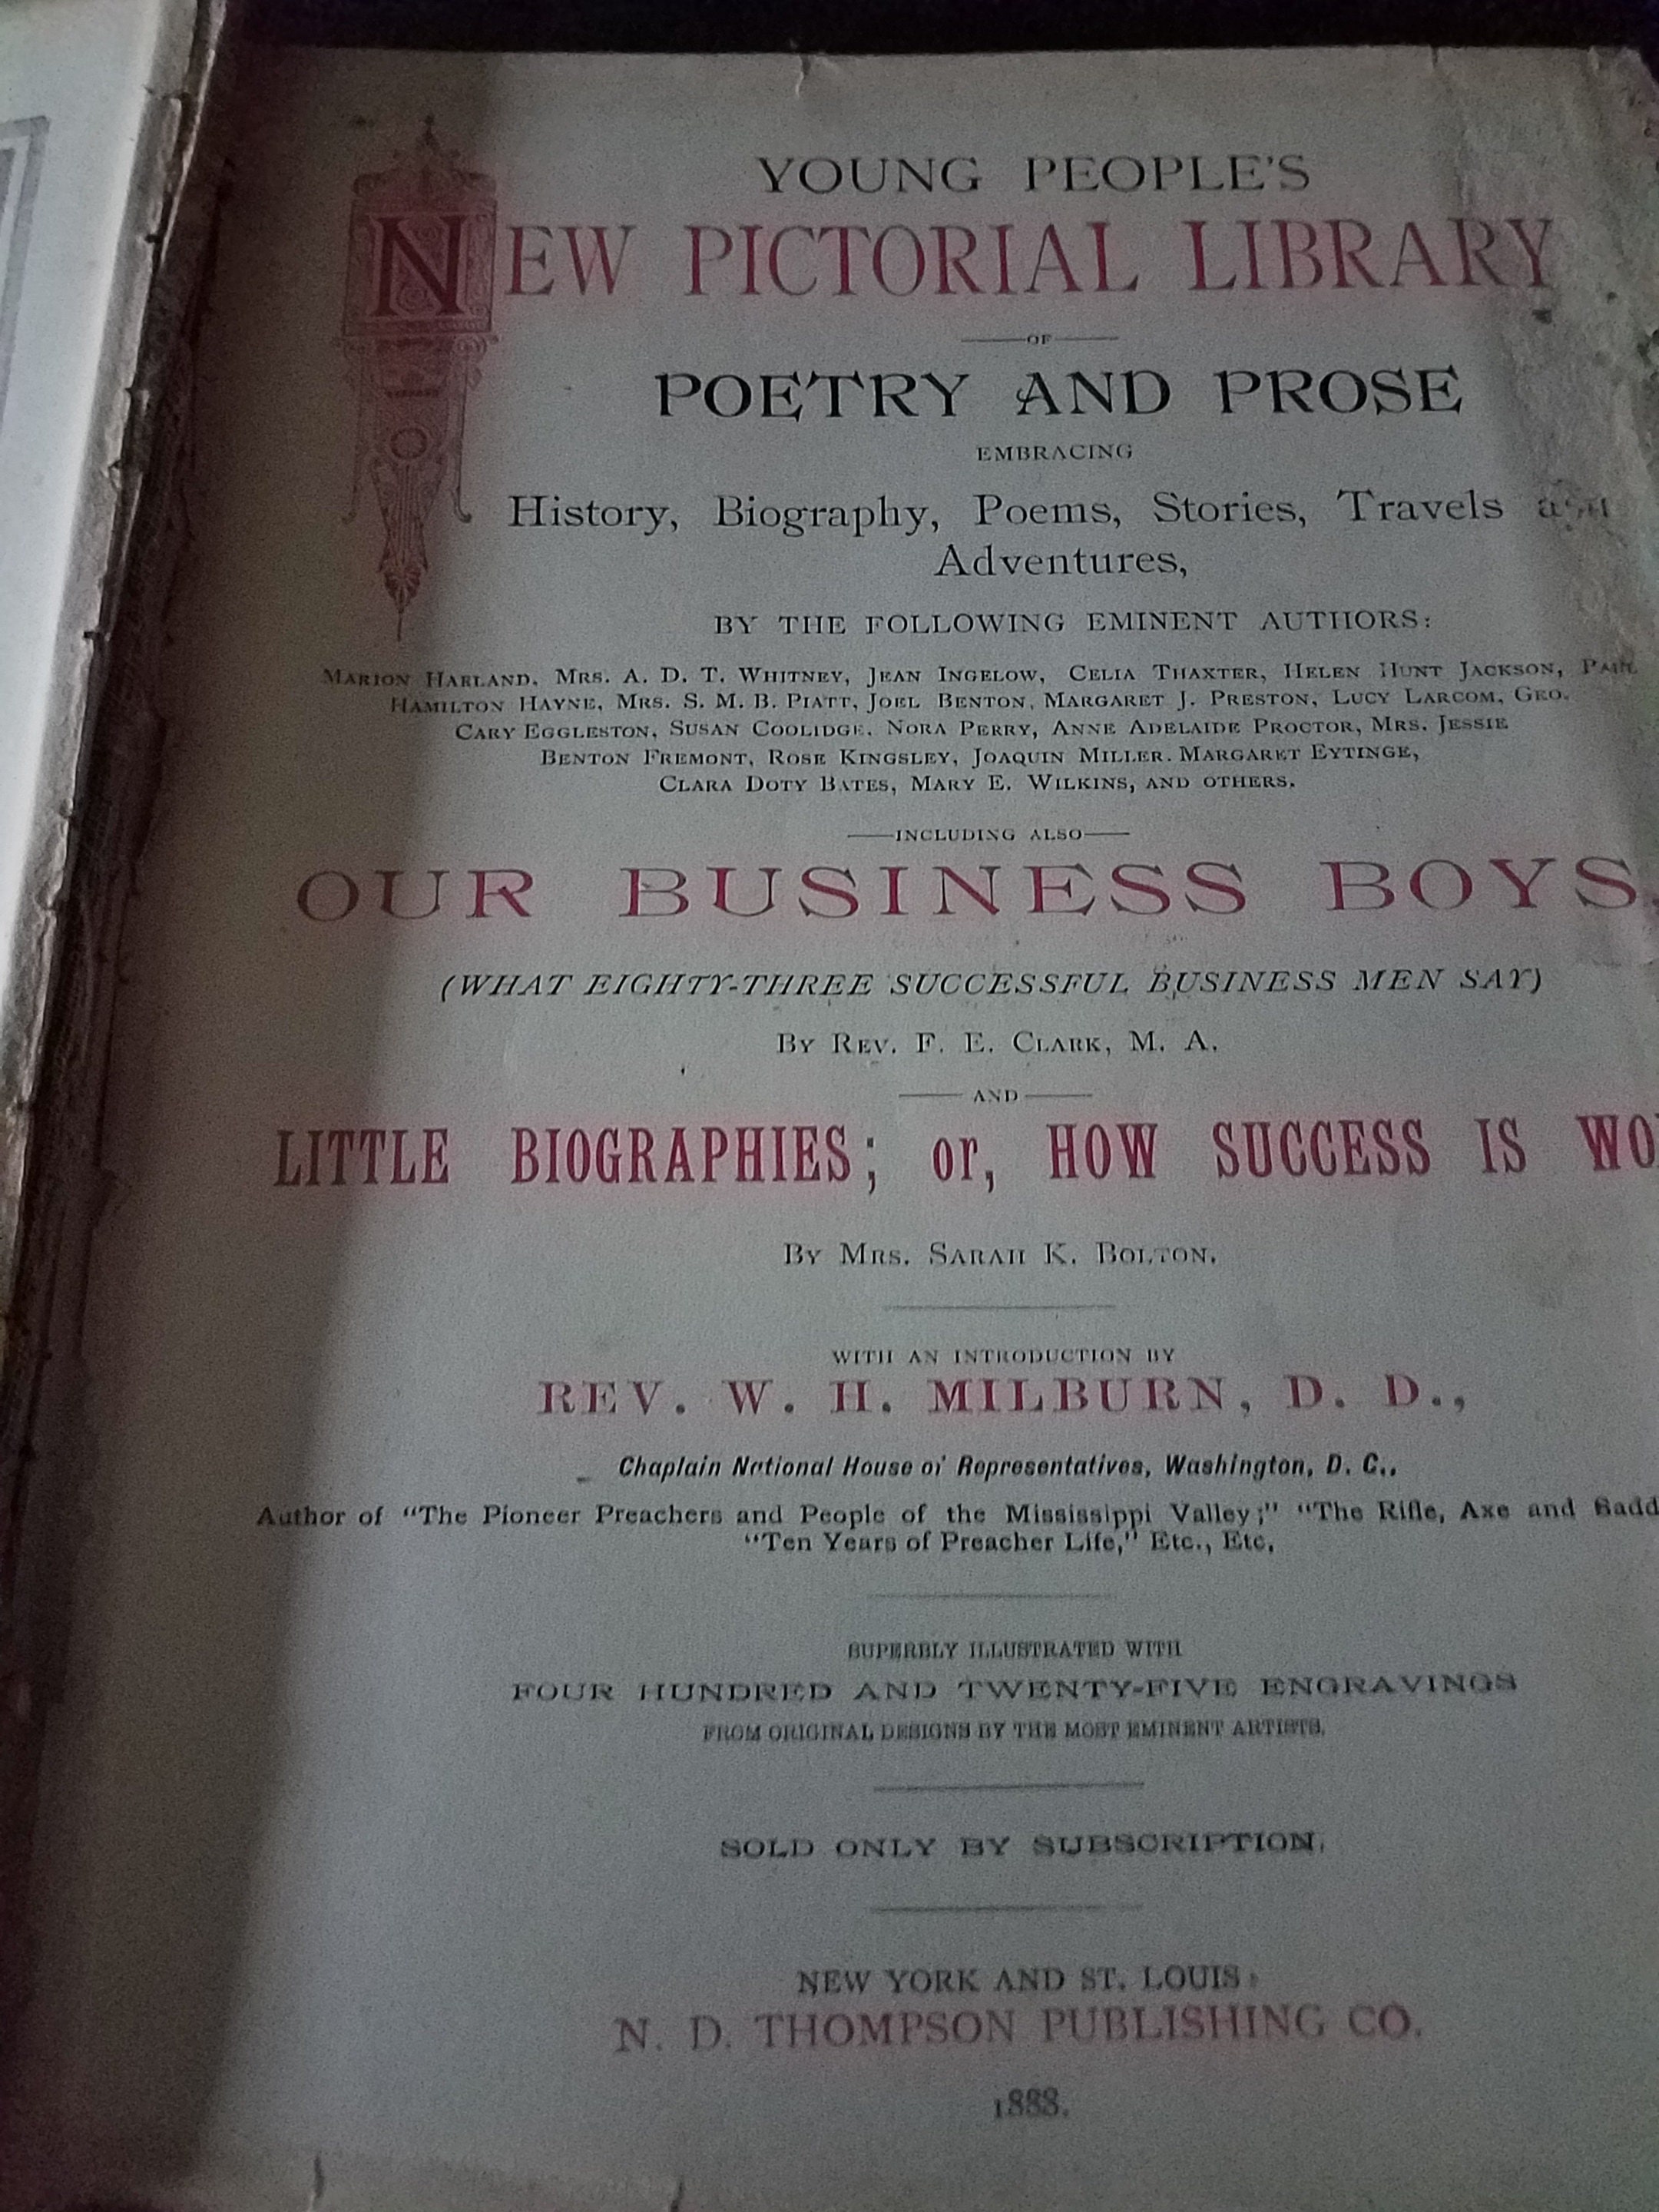 YOUNG PEOPLE'S
NEW PICTORIAL LIBRARY
OF
POETRY AND PROSE
EMBRACING
History, Biography, Poems, Stories, Travels and
Adventures,
BY THE FOLLOWING EMINENT AUTHORS:
MARION HARLAND, MRS. A. D. T. WHITNEY, JEAN INGELOW, CELIA THAXTER, HELEN HUNT JACKSON, PAUL
HAMILTON HAYNE, MRS. S. M. B. PIATT, JOEL BENTON, MARGARET J. PRESTON, LUCY LARCOM, GEO.
CARY EGGLESTON, SUSAN COOLIDGE, NORA PERRY, ANNE ADELAIDE PROCTOR, MRS. JESSIE
BENTON FREMONT, ROSE KINGSLEY, JOAQUIN MILLER. MARGARET EYTINGE,
CLARA DOTY BATES, MARY E. WILKINS, AND OTHERS.
INCLUDING ALSO
OUR BUSINESS BOYS,
(WHAT EIGHTY-THREE SUCCESSFUL BUSINESS MEN SAY)
BY REV. F. E. CLARK, M. A.
AND
LITTLE BIOGRAPHIES; or, HOW SUCCESS IS WO
BY MRS. SARAH K. BOLTON.
WITH AN INTRODUCTION BY
REV. W. H. MILBURN, D. D.,
Chaplain National House of Representatives, Washington, D. C.,
Author of "The Pioneer Preachers and People of the Mississippi Valley;" "The Rifle, Axe and Sadd
"Ten Years of Preacher Life," Etc., Etc.
SUPERBLY ILLUSTRATED WITH
FOUR HUNDRED AND TWENTY-FIVE ENGRAVINGS
FROM ORIGINAL DESIGNS BY THE MOST EMINENT ARTISTS.
SOLD ONLY BY SUBSCRIPTION.
NEW YORK AND ST. LOUIS:
N. D. THOMPSON PUBLISHING CO.
1888.